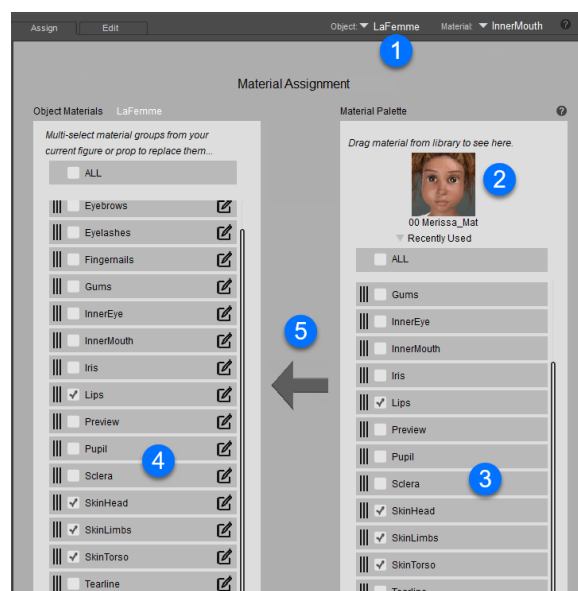 Assign Edit Object: LaFemme Material: InnerMouth ?
1
Material Assignment
Object Materials LaFemme
Multi-select material groups from your
current figure or prop to replace them...
ALL
Eyebrows
Eyelashes
Fingernails
Gums
InnerEye
InnerMouth
Iris
Lips
Preview
Pupil
4
Sclera
SkinHead
SkinLimbs
SkinTorso
Tearline
5
Material Palette ?
Drag material from library to see here.
2
00 Merissa_Mat
Recently Used
ALL
Gums
InnerEye
InnerMouth
Iris
Lips
Preview
Pupil
Sclera
3
SkinHead
SkinLimbs
SkinTorso
Tearline